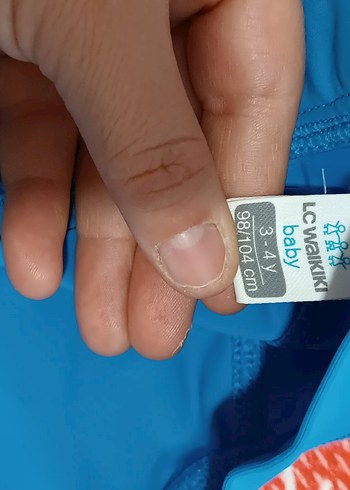 LC WAIKIKI
baby
3 - 4 Y
98/104 cm